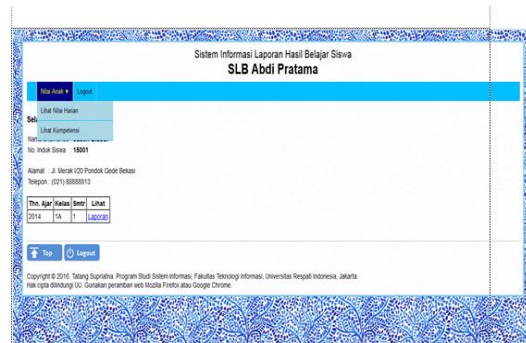 Sistem Informasi Laporan Hasil Belajar Siswa
SLB Abdi Pratama
Nilai Anak ▼ Logout
Lihat Nilai Harian
Sela
Lihat Kompetensi
No. Induk Siswa : 15001
Alamat : Jl. Merak I/20 Pondok Gede Bekasi
Telepon : (021) 88888813
Thn. Ajar Kelas Smtr Lihat
2014 1A 1 Laporan
Top Logout
Copyright © 2016. Tatang Supriatna. Program Studi Sistem Informasi, Fakultas Teknologi Informasi, Universitas Respati Indonesia, Jakarta.
Hak cipta dilindungi UU. Gunakan peramban web Mozilla Firefox atau Google Chrome.